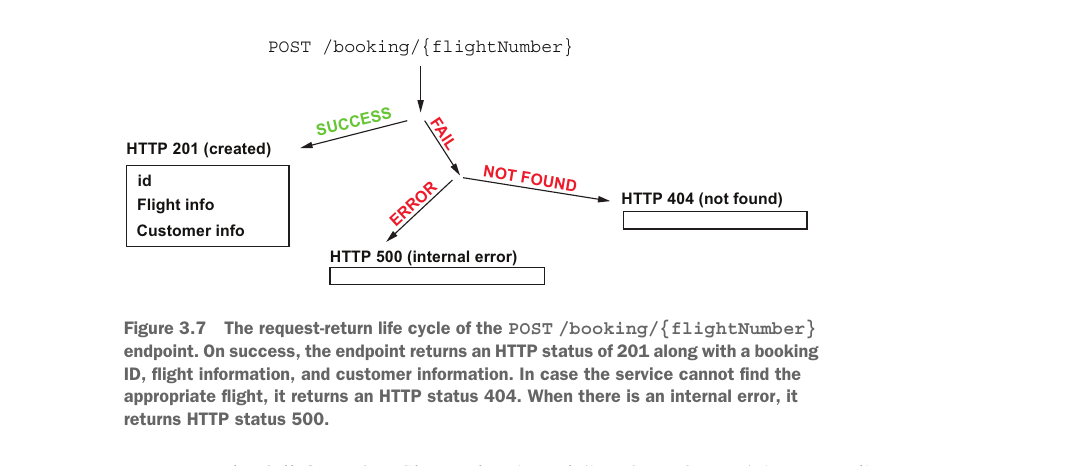 POST /booking/{flightNumber}
SUCCESS
FAIL
HTTP 201 (created)
id
Flight info
Customer info
ERROR
NOT FOUND
HTTP 404 (not found)
HTTP 500 (internal error)
Figure 3.7 The request-return life cycle of the POST /booking/{flightNumber}
endpoint. On success, the endpoint returns an HTTP status of 201 along with a booking
ID, flight information, and customer information. In case the service cannot find the
appropriate flight, it returns an HTTP status 404. When there is an internal error, it
returns HTTP status 500.